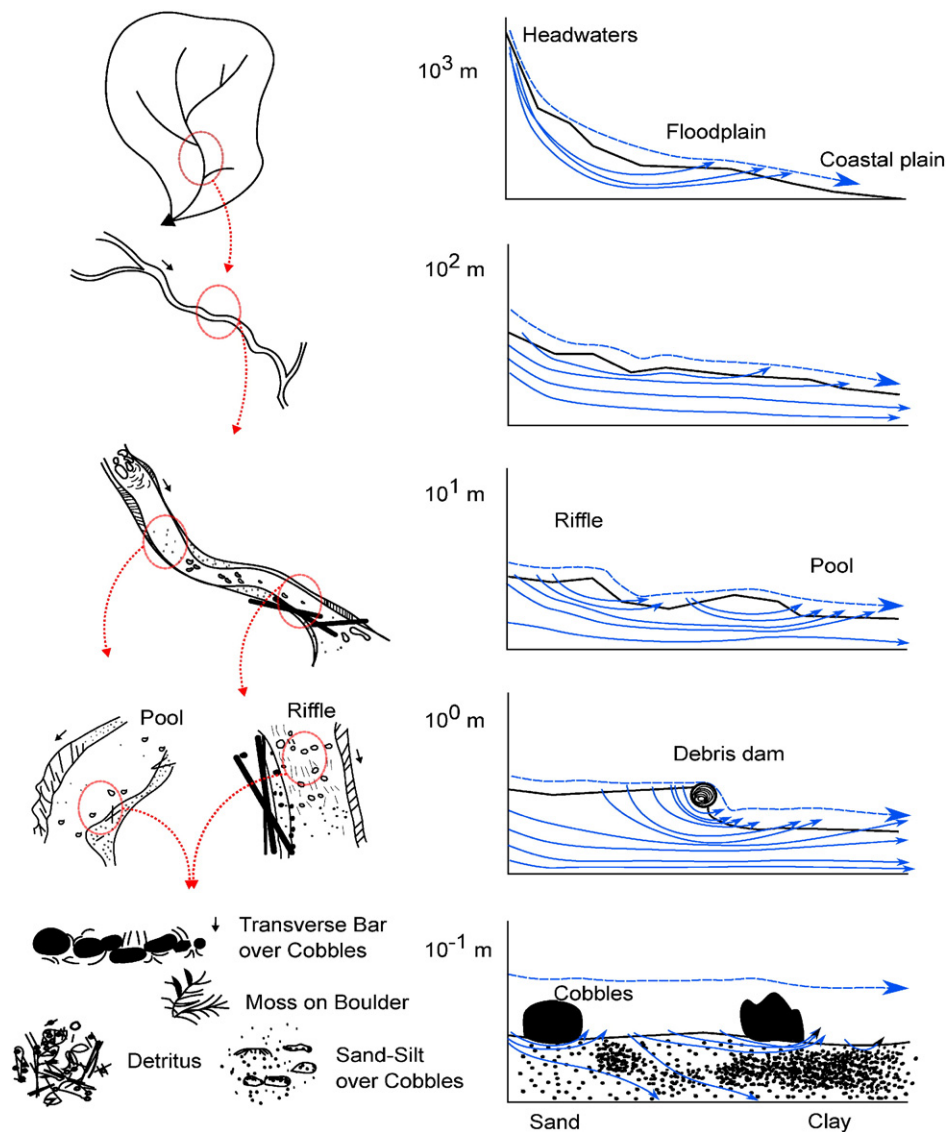 10³ m
Headwaters
Floodplain
Coastal plain
10² m
10¹ m
Riffle
Pool
Pool
Riffle
10⁰ m
Debris dam
Transverse Bar
over Cobbles
Moss on Boulder
Detritus
Sand-Silt
over Cobbles
10⁻¹ m
Cobbles
Sand
Clay